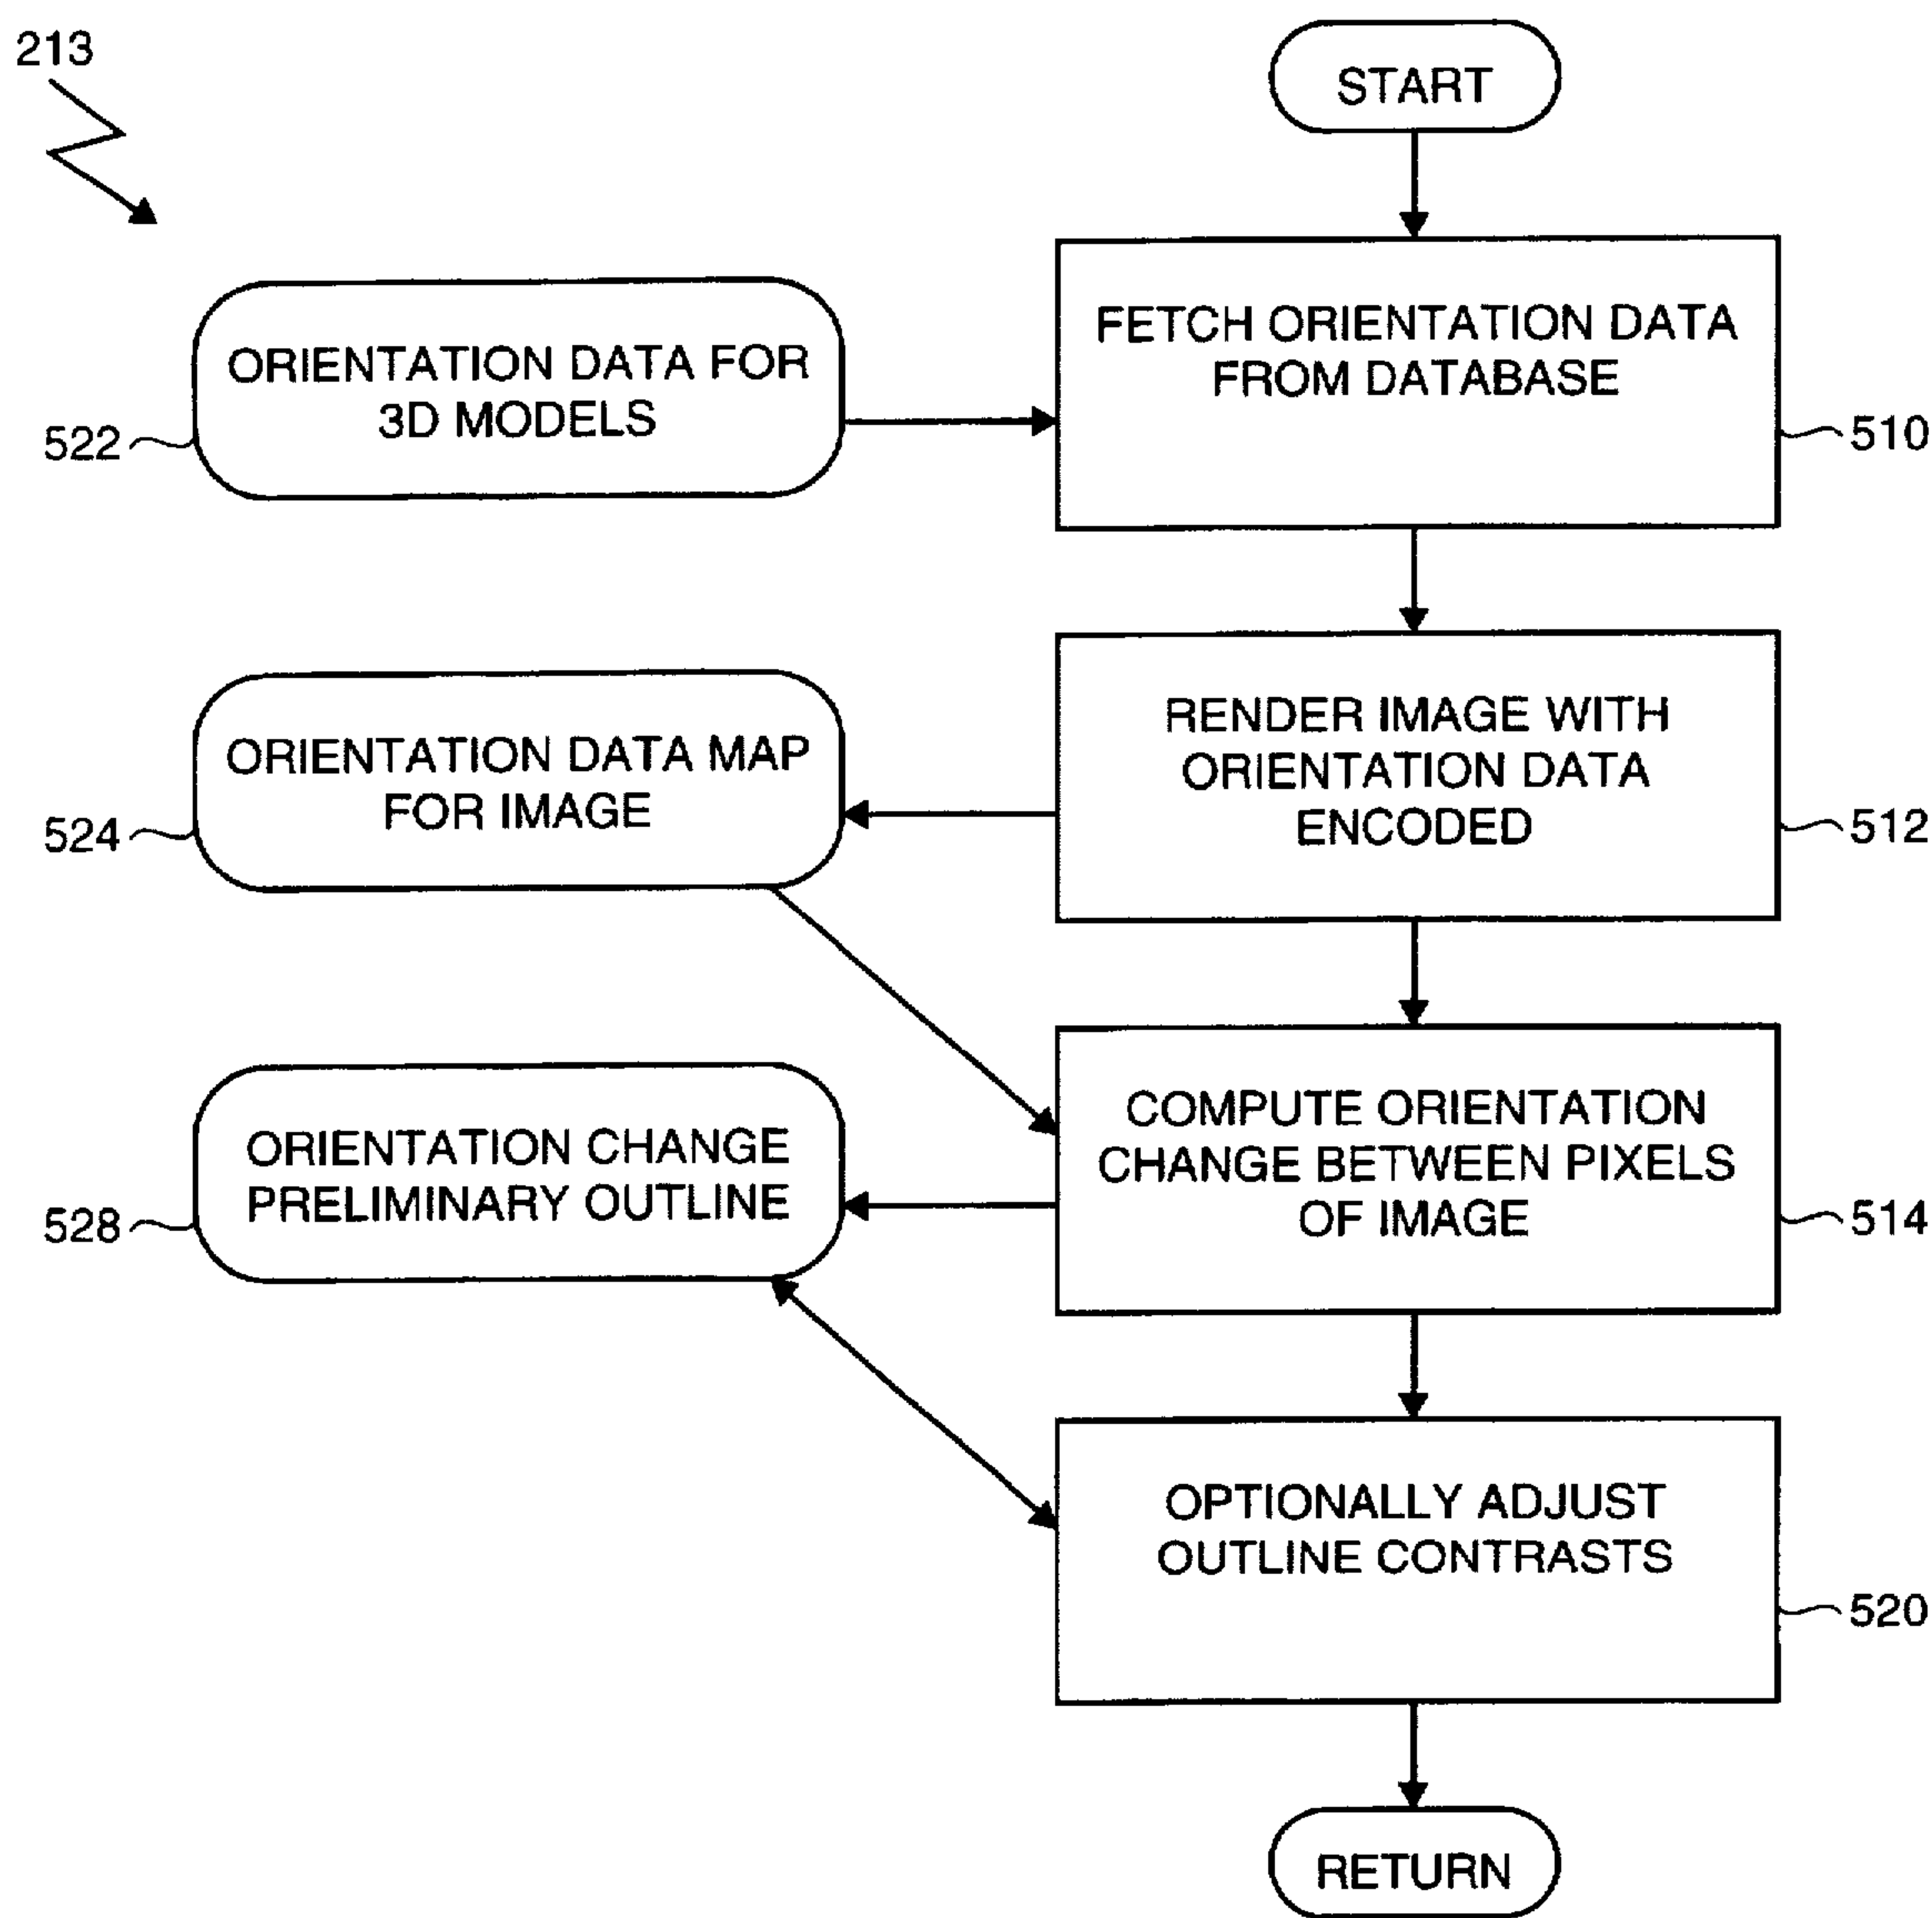 213
START
ORIENTATION DATA FOR
3D MODELS
522
FETCH ORIENTATION DATA
FROM DATABASE
510
ORIENTATION DATA MAP
FOR IMAGE
524
RENDER IMAGE WITH
ORIENTATION DATA
ENCODED
512
ORIENTATION CHANGE
PRELIMINARY OUTLINE
528
COMPUTE ORIENTATION
CHANGE BETWEEN PIXELS
OF IMAGE
514
OPTIONALLY ADJUST
OUTLINE CONTRASTS
520
RETURN